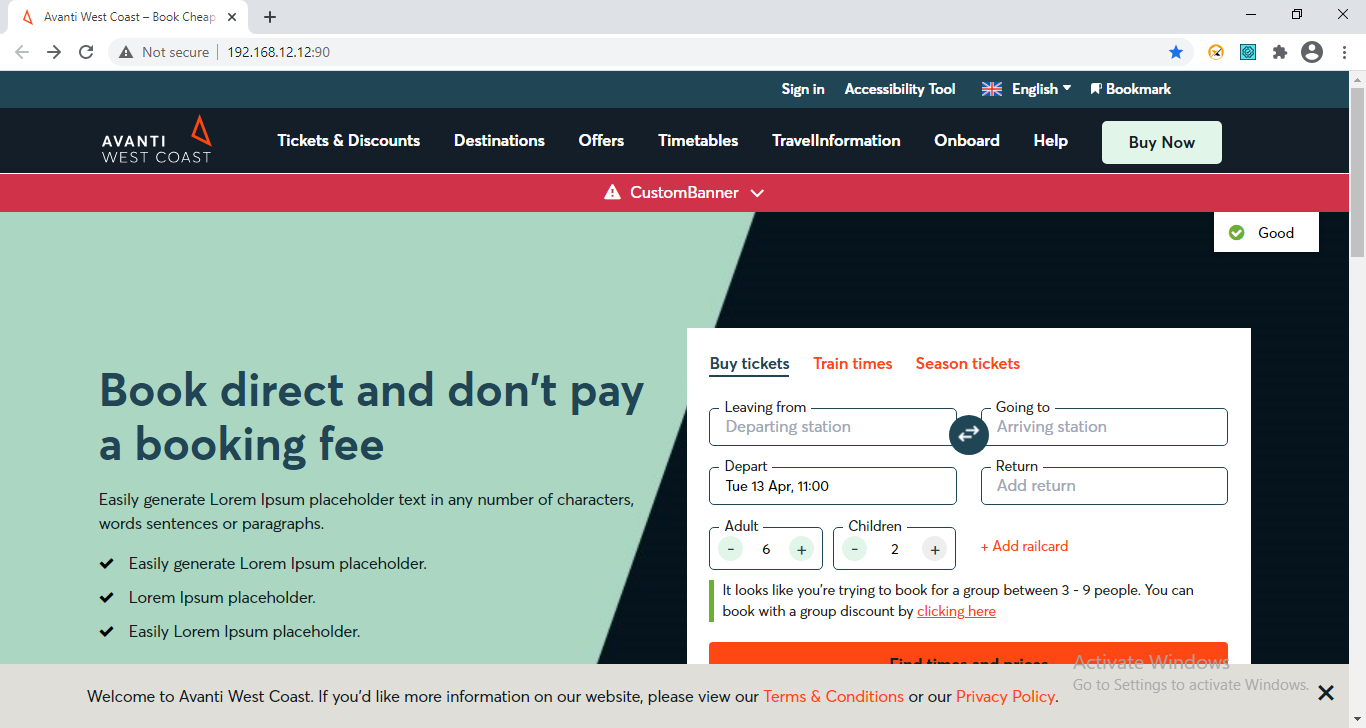 Avanti West Coast – Book Cheap
Not secure 192.168.12.12:90
Sign in Accessibility Tool English Bookmark
AVANTI
WEST COAST
Tickets & Discounts Destinations Offers Timetables TravelInformation Onboard Help Buy Now
CustomBanner
Good
Book direct and don't pay
a booking fee
Easily generate Lorem Ipsum placeholder text in any number of characters,
words sentences or paragraphs.
Easily generate Lorem Ipsum placeholder.
Lorem Ipsum placeholder.
Easily Lorem Ipsum placeholder.
Buy tickets Train times Season tickets
Leaving from Going to
Departing station Arriving station
Depart Return
Tue 13 Apr, 11:00 Add return
Adult Children
- 6 + - 2 + + Add railcard
It looks like you're trying to book for a group between 3 - 9 people. You can
book with a group discount by clicking here
Find times and prices
Activate Windows
Go to Settings to activate Windows.
Welcome to Avanti West Coast. If you'd like more information on our website, please view our Terms & Conditions or our Privacy Policy.